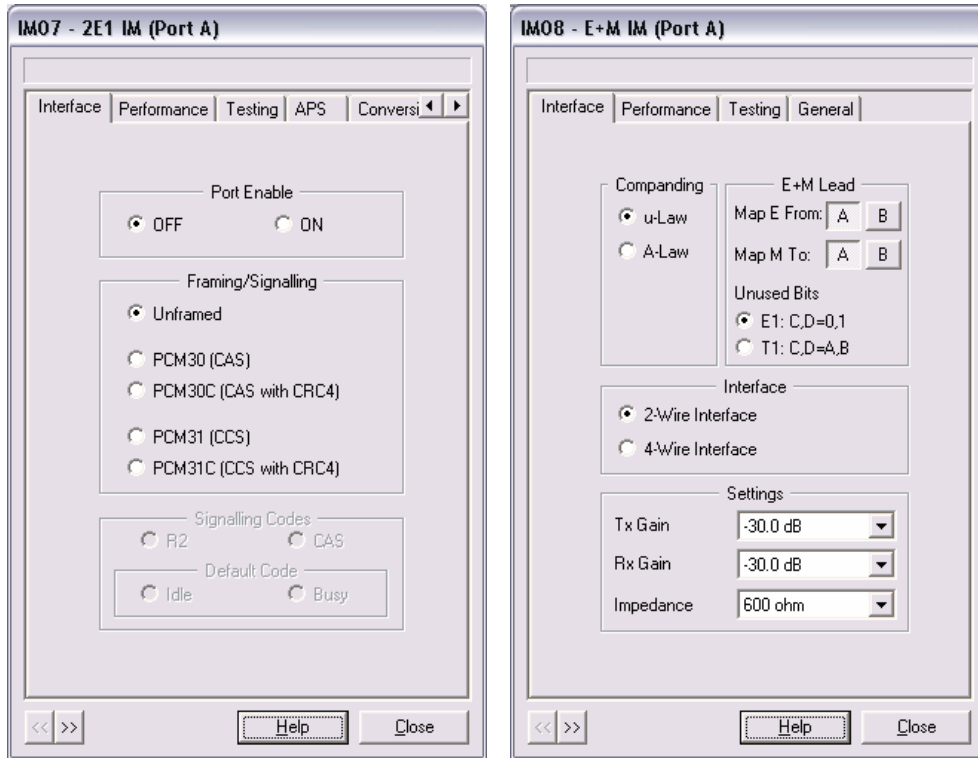 IM07 - 2E1 IM (Port A)
Interface Performance Testing APS Conversi
Port Enable
OFF ON
Framing/Signalling
Unframed
PCM30 (CAS)
PCM30C (CAS with CRC4)
PCM31 (CCS)
PCM31C (CCS with CRC4)
Signalling Codes
R2 CAS
Default Code
Idle Busy
<< >> Help Close
IM08 - E+M IM (Port A)
Interface Performance Testing General
Companding
u-Law
A-Law
E+M Lead
Map E From: A B
Map M To: A B
Unused Bits
E1: C,D=0,1
T1: C,D=A,B
Interface
2-Wire Interface
4-Wire Interface
Settings
Tx Gain -30.0 dB
Rx Gain -30.0 dB
Impedance 600 ohm
<< >> Help Close